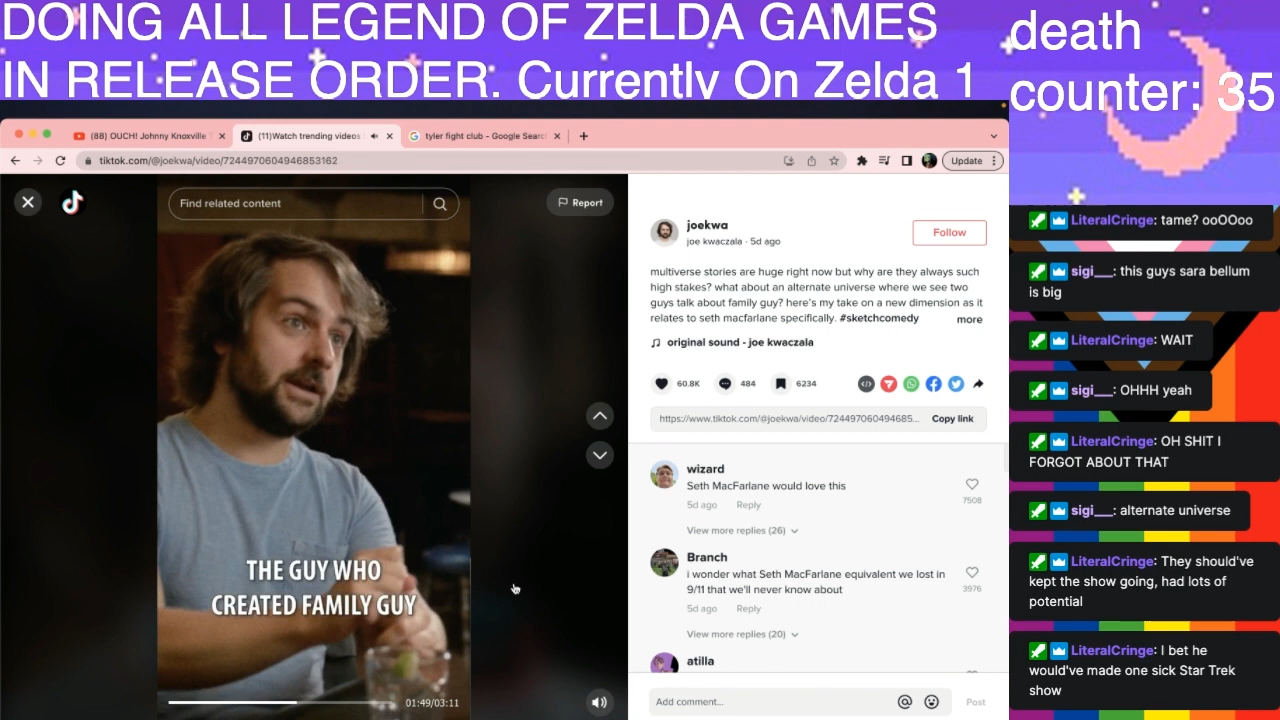 DOING ALL LEGEND OF ZELDA GAMES
IN RELEASE ORDER. Currently On Zelda 1
death
counter: 35
(88) OUCH! Johnny Knoxville
(11)Watch trending videos
tyler fight club - Google Search
tiktok.com/@joekwa/video/7244970604946853162
Update
Find related content
Report
THE GUY WHO
CREATED FAMILY GUY
01:49/03:11
joekwa
joe kwaczala · 5d ago
Follow
multiverse stories are huge right now but why are they always such
high stakes? what about an alternate universe where we see two
guys talk about family guy? here's my take on a new dimension as it
relates to seth macfarlane specifically. #sketchcomedy
more
original sound - joe kwaczala
60.8K
484
6234
https://www.tiktok.com/@joekwa/video/724497060494685...
Copy link
wizard
Seth MacFarlane would love this
5d ago Reply
7508
View more replies (26)
Branch
i wonder what Seth MacFarlane equivalent we lost in
9/11 that we'll never know about
3976
5d ago Reply
View more replies (20)
atilla
Add comment...
Post
LiteralCringe: tame? ooOOoo
sigi__: this guys sara bellum
is big
LiteralCringe: WAIT
sigi__: OHHH yeah
LiteralCringe: OH SHIT I
FORGOT ABOUT THAT
sigi__: alternate universe
LiteralCringe: They should've
kept the show going, had lots of
potential
LiteralCringe: I bet he
would've made one sick Star Trek
show